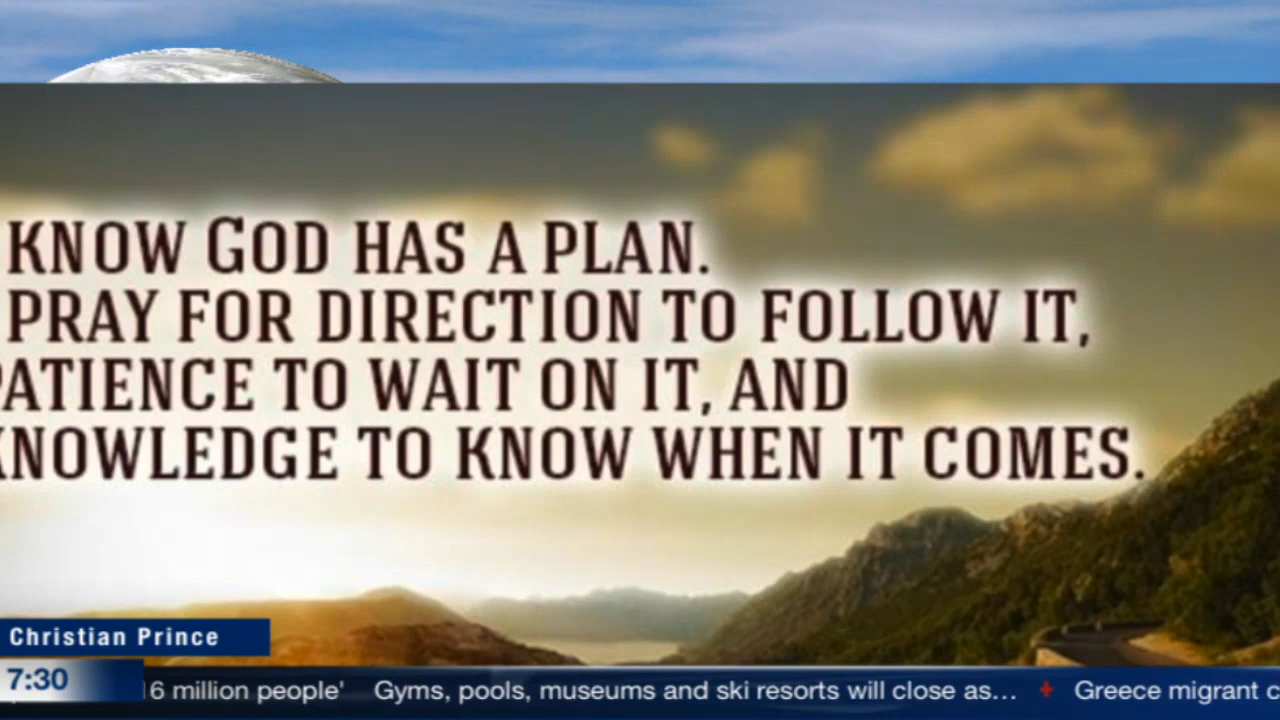 KNOW GOD HAS A PLAN.
PRAY FOR DIRECTION TO FOLLOW IT,
PATIENCE TO WAIT ON IT, AND
KNOWLEDGE TO KNOW WHEN IT COMES.
Christian Prince
7:30
16 million people' Gyms, pools, museums and ski resorts will close as... Greece migrant c